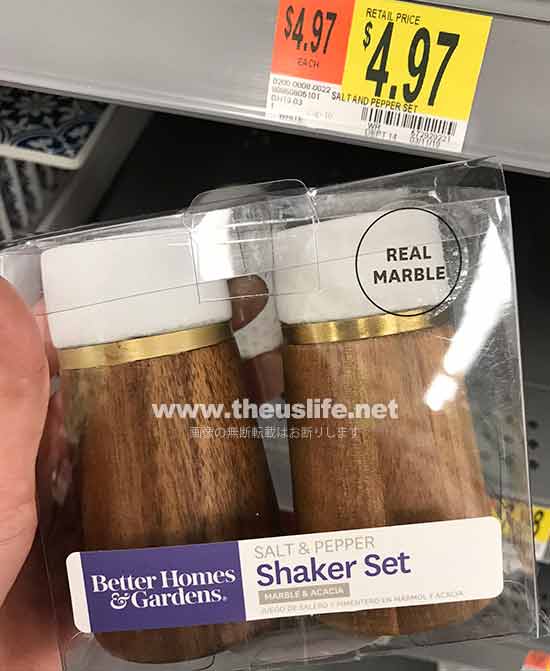 $4.97
EACH
RETAIL PRICE
$4.97
SALT AND PEPPER SET
DEPT 14
REAL
MARBLE
www.theuslife.net
画像の無断転載はお断りします
Better Homes
& Gardens®
SALT & PEPPER
Shaker Set
MARBLE & ACACIA
JUEGO DE SALERO Y PIMENTERO EN MÁRMOL Y ACACIA